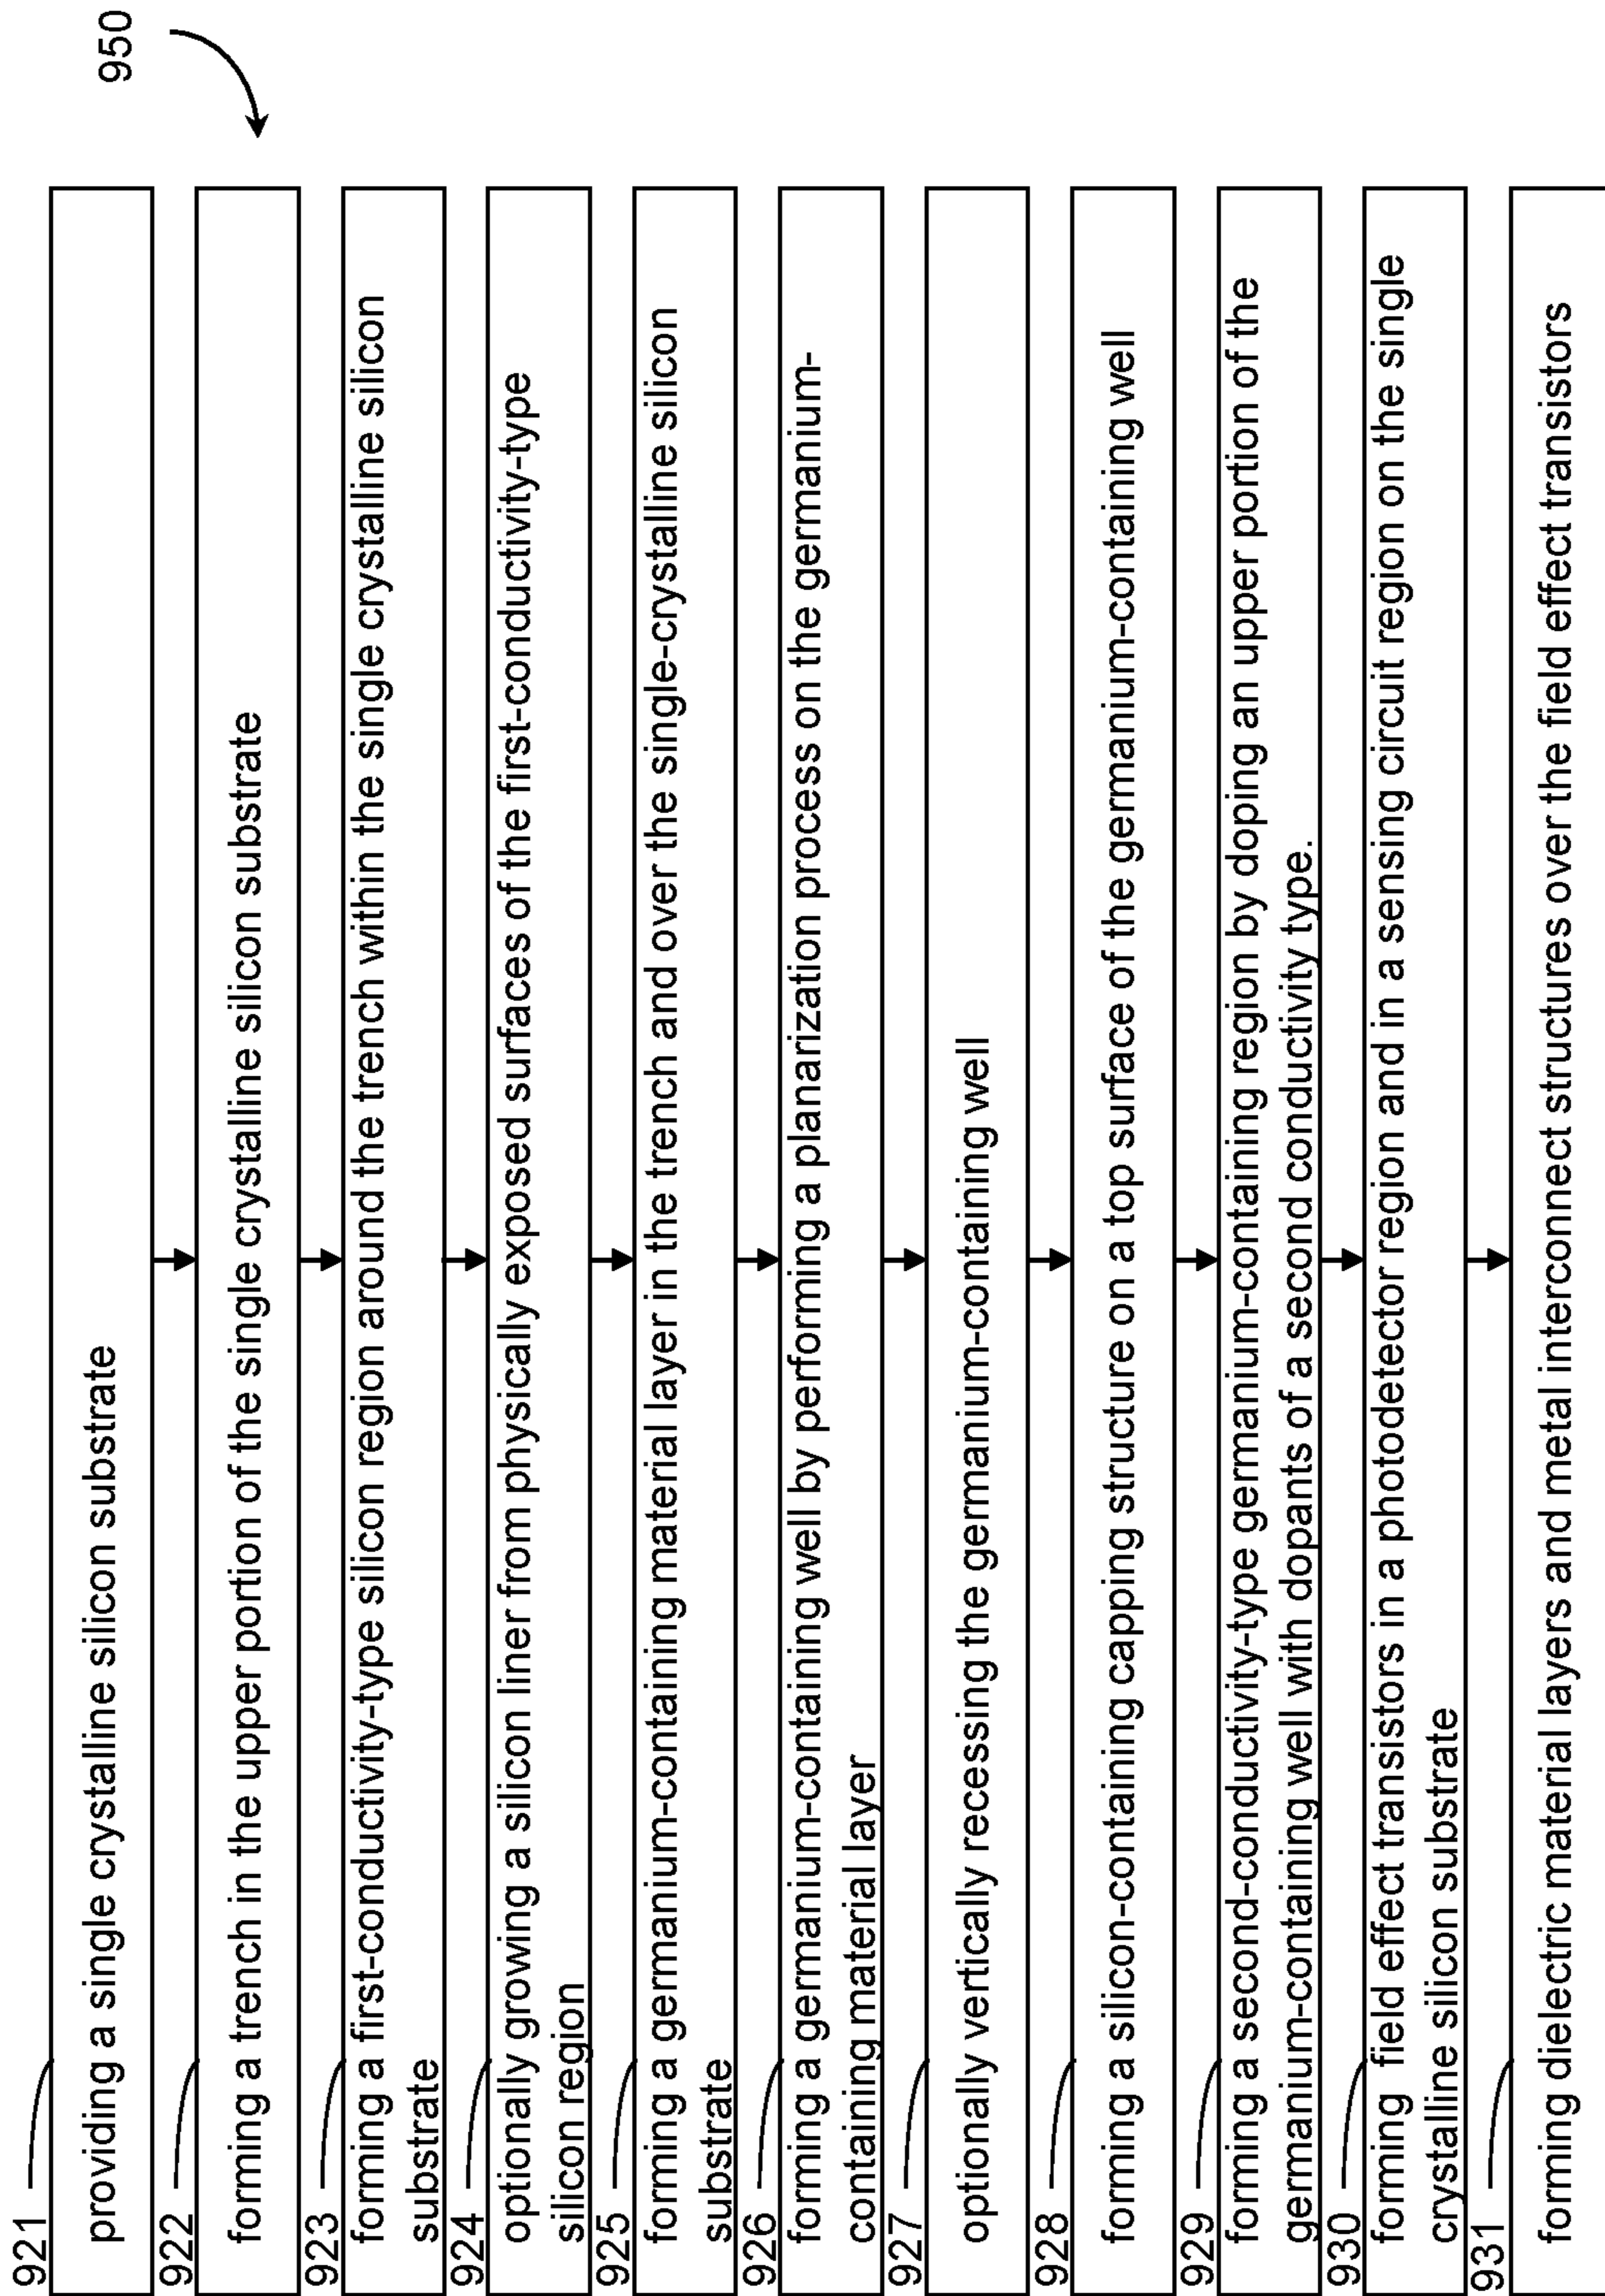 950
921
providing a single crystalline silicon substrate
922
forming a trench in the upper portion of the single crystalline silicon substrate
923
forming a first-conductivity-type silicon region around the trench within the single crystalline silicon
substrate
924
optionally growing a silicon liner from physically exposed surfaces of the first-conductivity-type
silicon region
925
forming a germanium-containing material layer in the trench and over the single-crystalline silicon
substrate
926
forming a germanium-containing well by performing a planarization process on the germanium-
containing material layer
927
optionally vertically recessing the germanium-containing well
928
forming a silicon-containing capping structure on a top surface of the germanium-containing well
929
forming a second-conductivity-type germanium-containing region by doping an upper portion of the
germanium-containing well with dopants of a second conductivity type.
930
forming field effect transistors in a photodetector region and in a sensing circuit region on the single
crystalline silicon substrate
931
forming dielectric material layers and metal interconnect structures over the field effect transistors